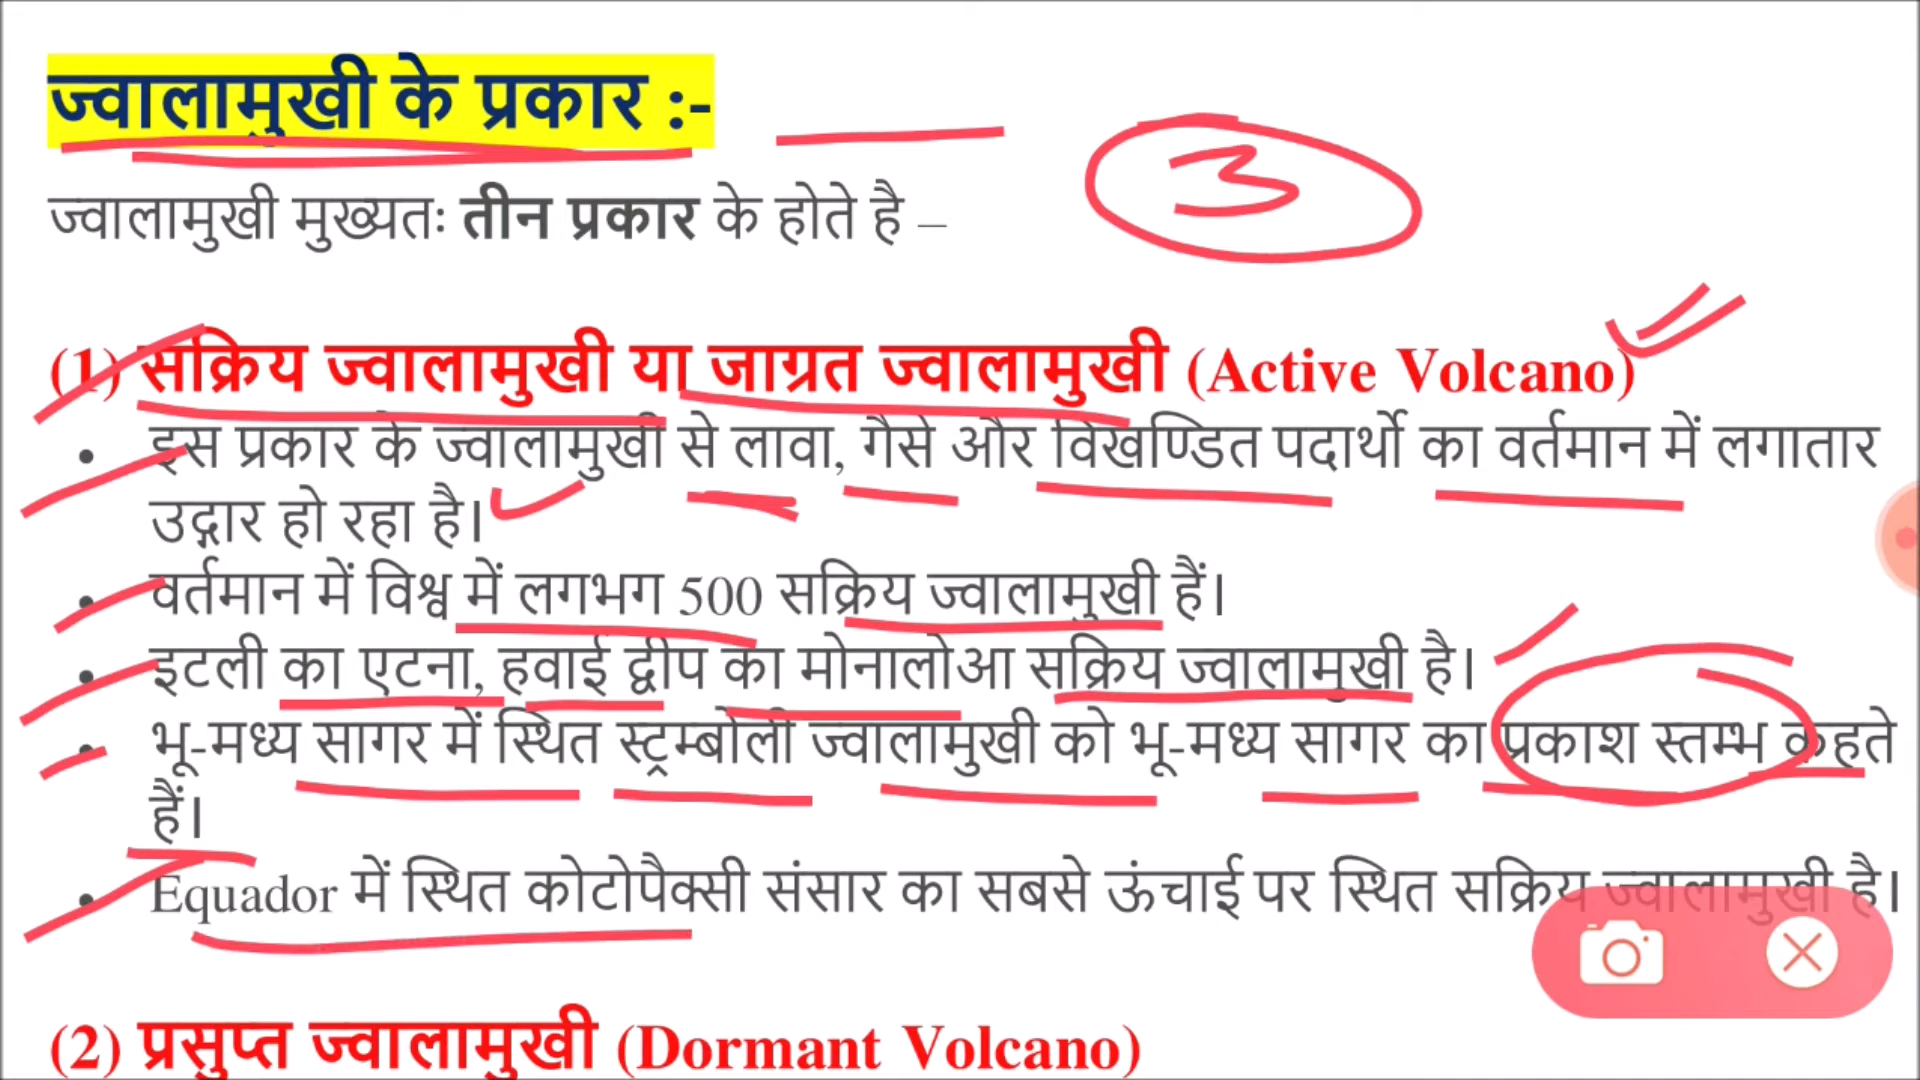 ज्वालामुखी के प्रकार :-
3
ज्वालामुखी मुख्यतः तीन प्रकार के होते है –
(1) सक्रिय ज्वालामुखी या जाग्रत ज्वालामुखी (Active Volcano)
• इस प्रकार के ज्वालामुखी से लावा, गैसे और विखण्डित पदार्थो का वर्तमान में लगातार
उद्गार हो रहा है।
• वर्तमान में विश्व में लगभग 500 सक्रिय ज्वालामुखी हैं।
• इटली का एटना, हवाई द्वीप का मोनालोआ सक्रिय ज्वालामुखी है।
• भू-मध्य सागर में स्थित स्ट्रम्बोली ज्वालामुखी को भू-मध्य सागर का प्रकाश स्तम्भ कहते
हैं।
• Equador में स्थित कोटोपैक्सी संसार का सबसे ऊंचाई पर स्थित सक्रिय ज्वालामुखी है।
(2) प्रसुप्त ज्वालामुखी (Dormant Volcano)